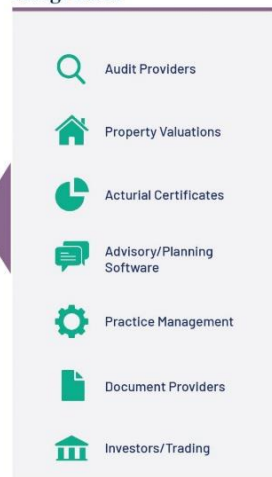 Audit Providers
Property Valuations
Acturial Certificates
Advisory/Planning
Software
Practice Management
Document Providers
Investors/Trading